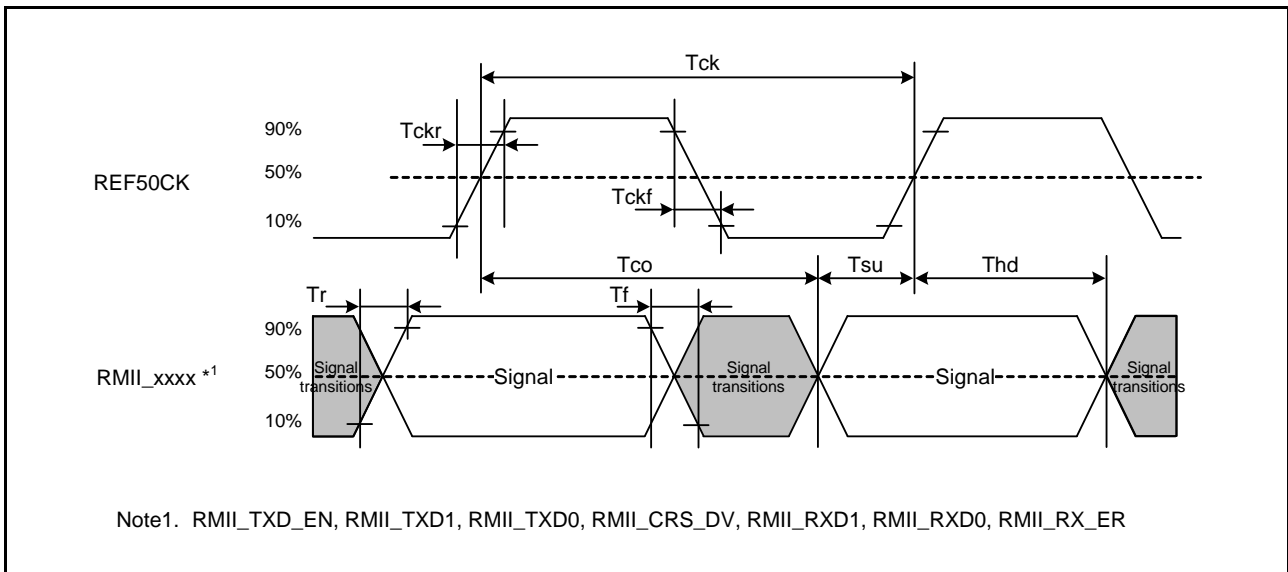 Tck
90%
Tckr
50%
REF50CK
Tckf
10%
Tco Tsu Thd
Tr Tf
90%
RMII_xxxx *1
50%
Signal transitions
Signal
Signal transitions
Signal
Signal transitions
10%
Note1. RMII_TXD_EN, RMII_TXD1, RMII_TXD0, RMII_CRS_DV, RMII_RXD1, RMII_RXD0, RMII_RX_ER